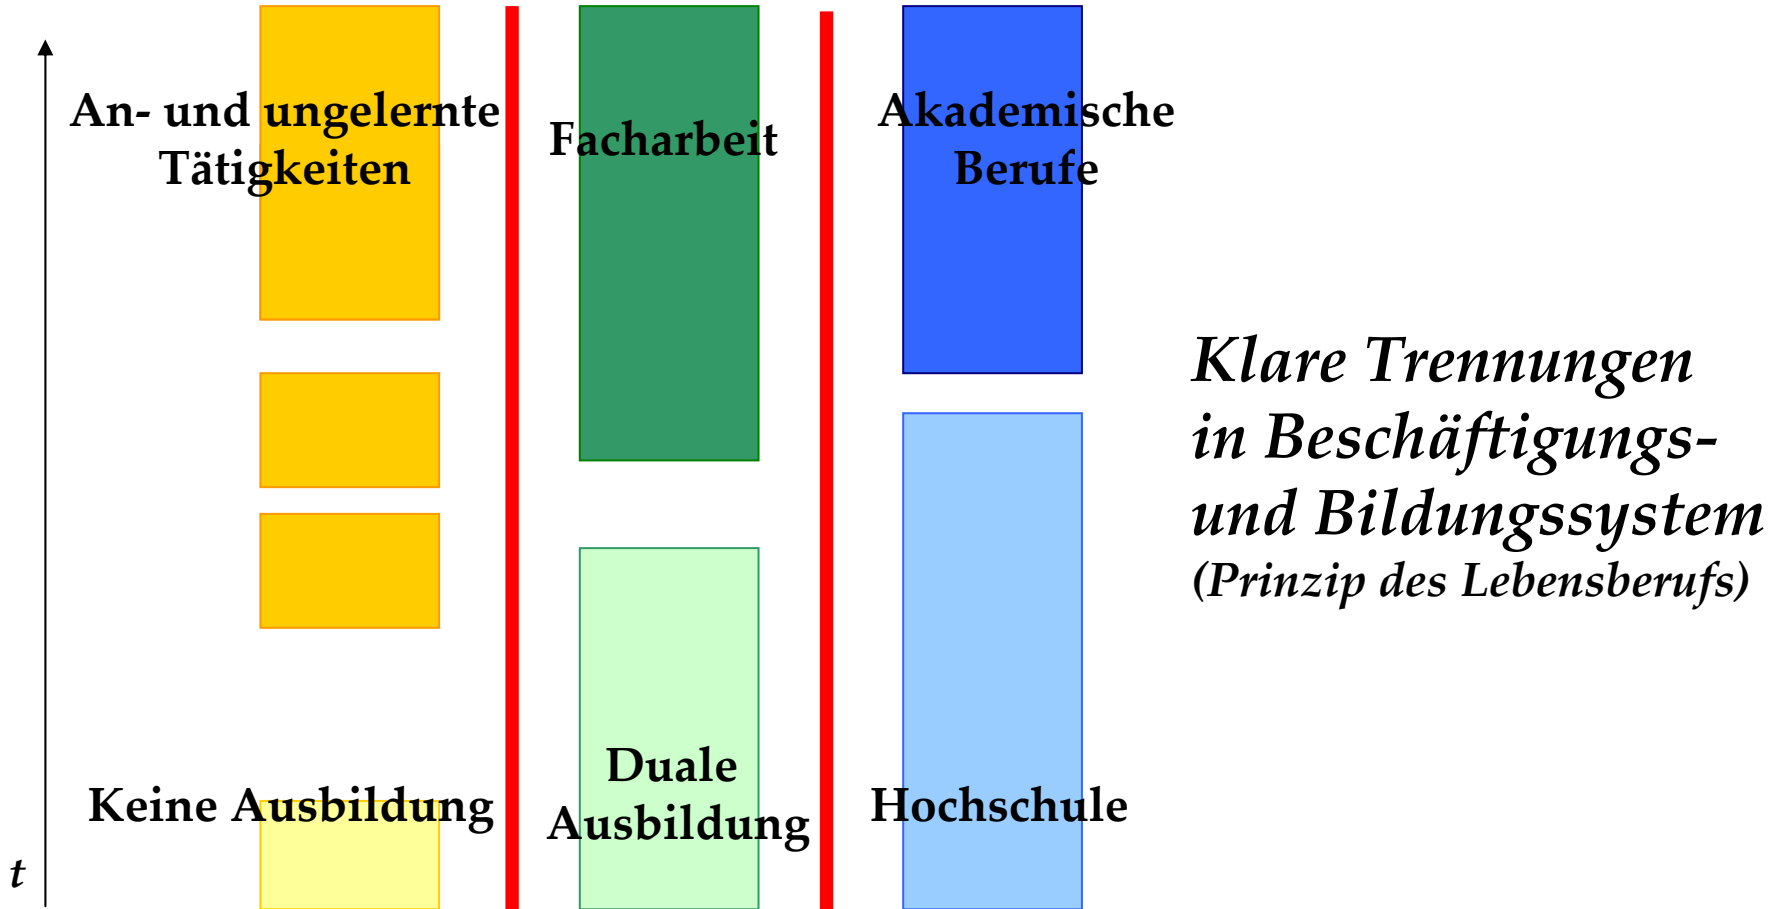 An- und ungelernte
Tätigkeiten
Facharbeit
Akademische
Berufe
Klare Trennungen
in Beschäftigungs-
und Bildungssystem
(Prinzip des Lebensberufs)
Keine Ausbildung
Duale
Ausbildung
Hochschule
t